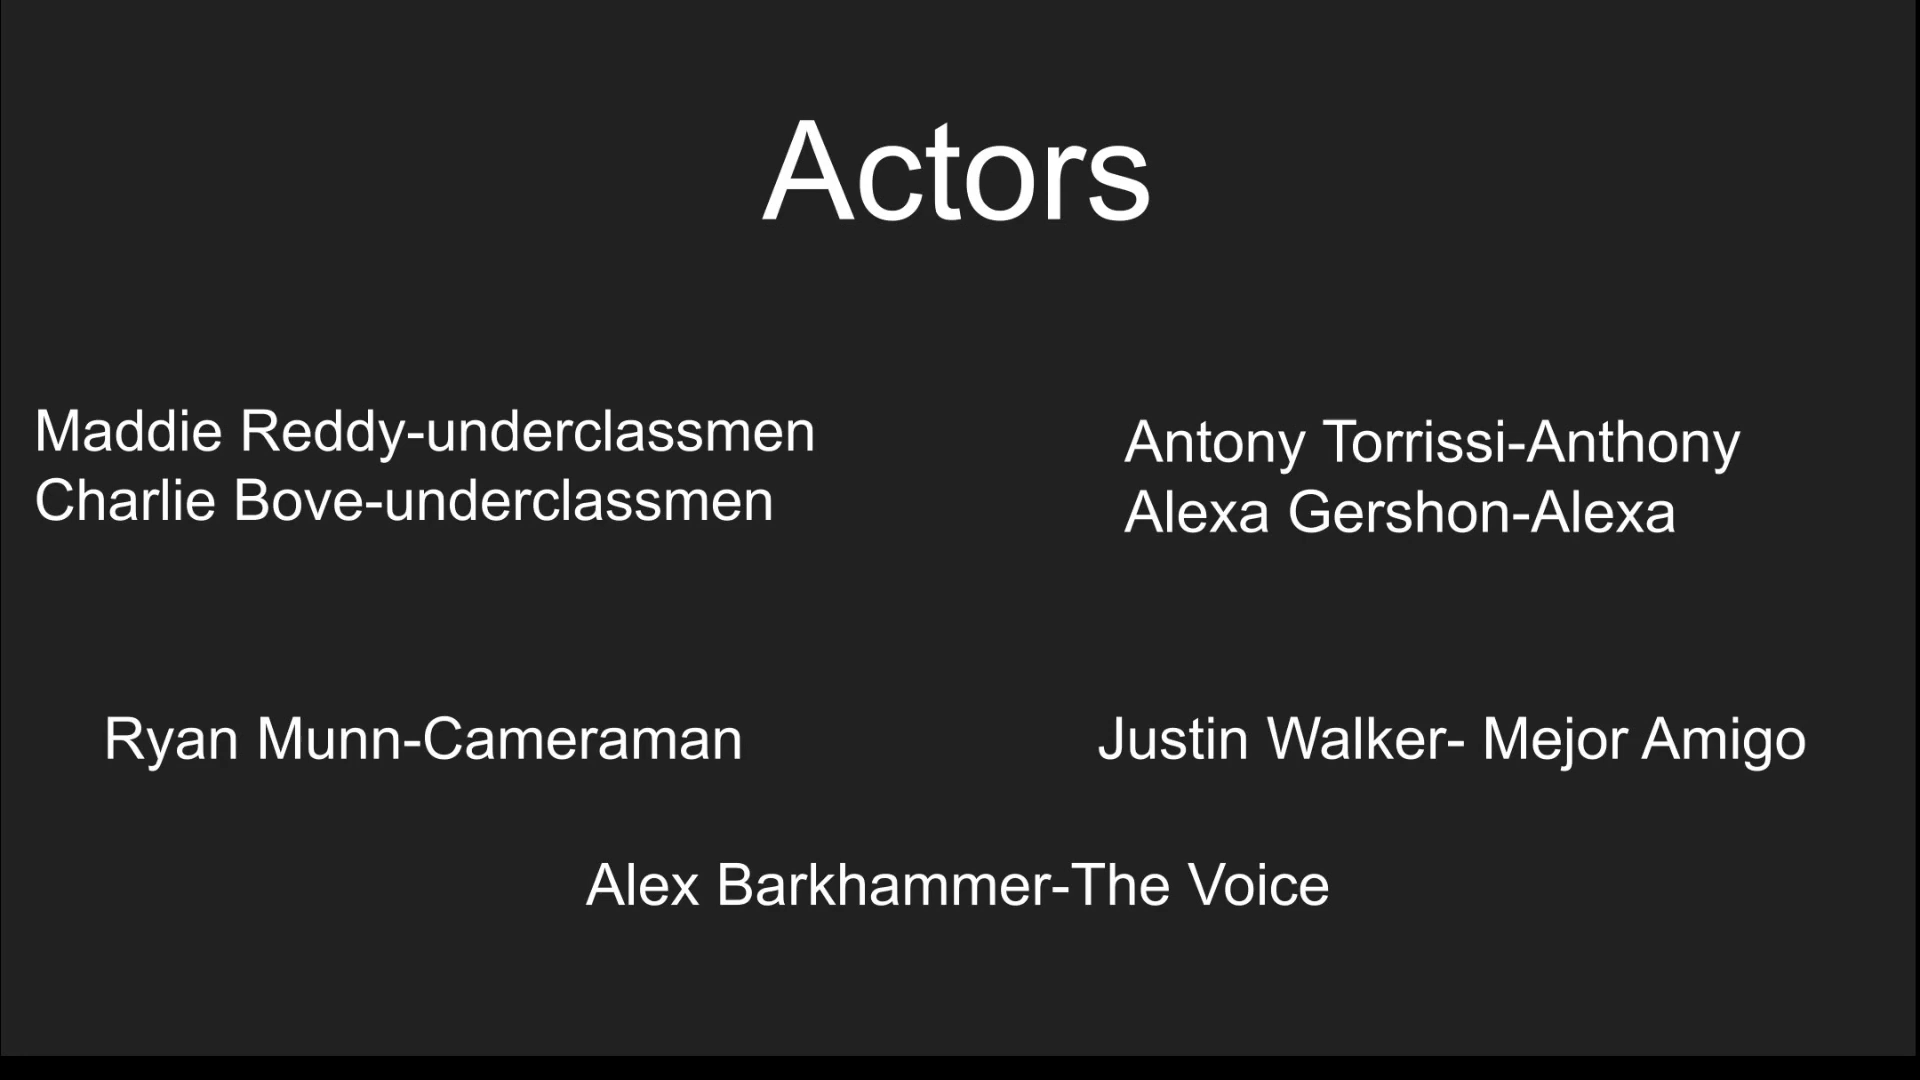 Actors
Maddie Reddy-underclassmen
Charlie Bove-underclassmen
Antony Torrissi-Anthony
Alexa Gershon-Alexa
Ryan Munn-Cameraman
Justin Walker- Mejor Amigo
Alex Barkhammer-The Voice